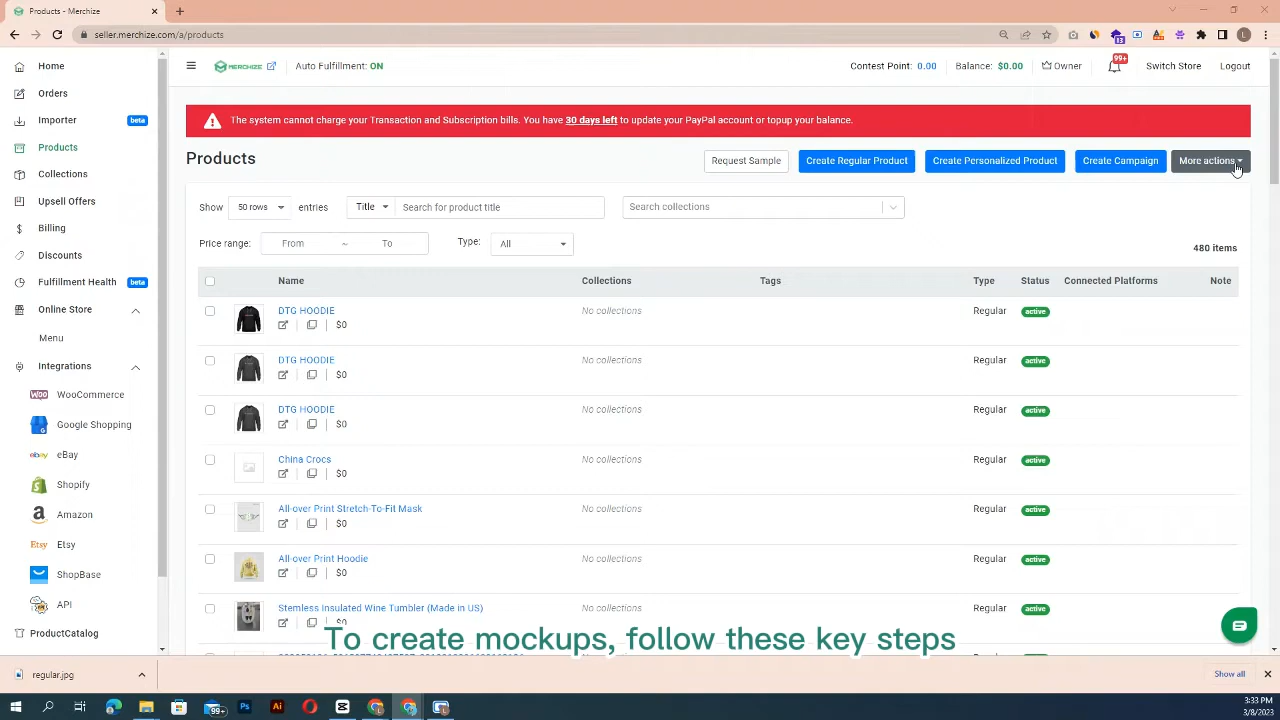 Products - Merchize
seller.merchize.com/a/products
63
L
Home
MERCHIZE
Auto Fulfillment: ON
Contest Point: 0.00
Balance: $0.00
Owner
99+
Switch Store
Logout
Orders
Importer beta
The system cannot charge your Transaction and Subscription bills. You have 30 days left to update your PayPal account or topup your balance.
Products
Products
Request Sample
Create Regular Product
Create Personalized Product
Create Campaign
More actions
Collections
Upsell Offers
Show 50 rows entries
Title
Search for product title
Search collections
Billing
Price range: From ~ To
Type: All
480 items
Discounts
Fulfillment Health beta
Name Collections Tags Type Status Connected Platforms Note
Online Store
DTG HOODIE No collections Regular active
$0
Menu
DTG HOODIE No collections Regular active
$0
Integrations
WooCommerce
DTG HOODIE No collections Regular active
$0
Google Shopping
eBay
China Crocs No collections Regular active
$0
Shopify
Amazon
All-over Print Stretch-To-Fit Mask No collections Regular active
$0
Etsy
All-over Print Hoodie No collections Regular active
$0
ShopBase
API
Stemless Insulated Wine Tumbler (Made in US) No collections Regular active
$0
ProductCatalog
To create mockups, follow these key steps
regular.jpg
Show all
99+
Ps
Ai
3:33 PM
3/8/2023